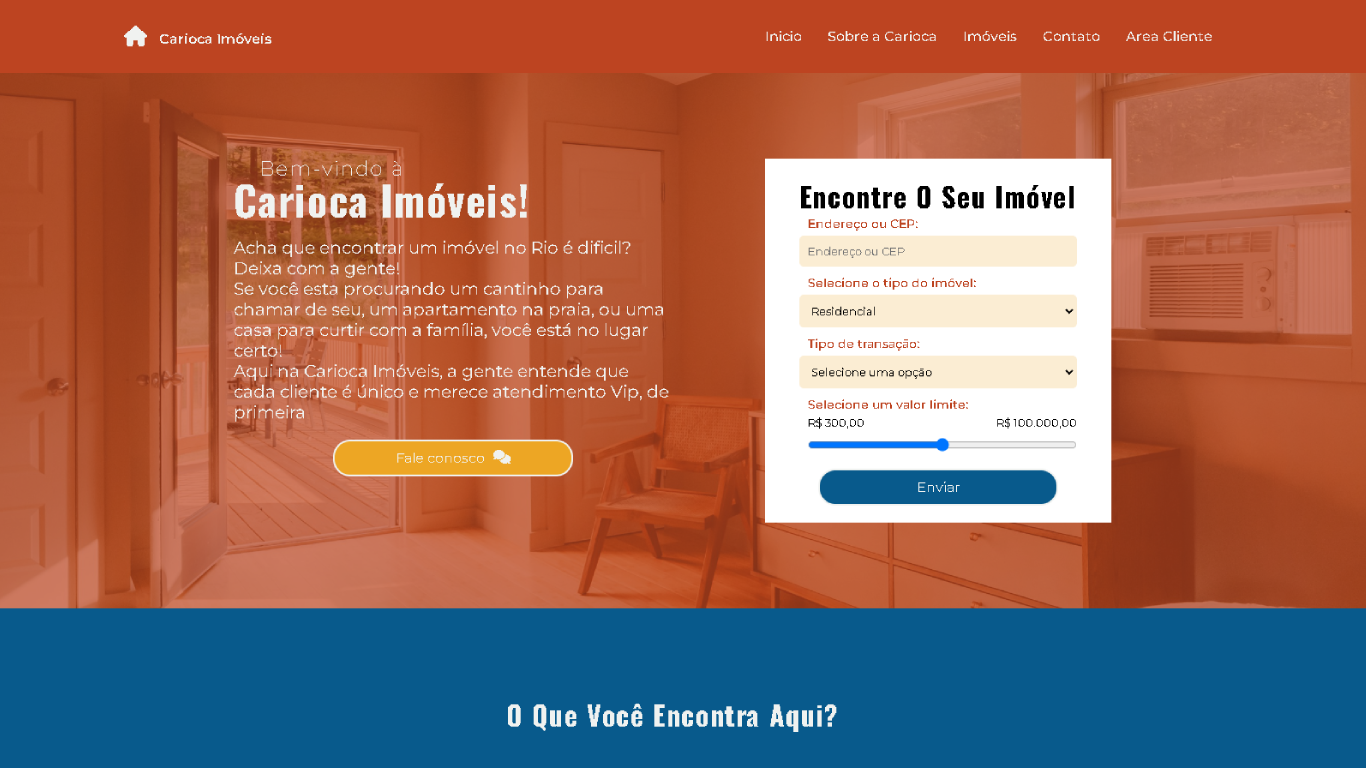 Carioca Imóveis
Inicio
Sobre a Carioca
Imóveis
Contato
Area Cliente
Bem-vindo à
Carioca Imóveis!
Acha que encontrar um imóvel no Rio é dificil?
Deixa com a gente!
Se você esta procurando um cantinho para
chamar de seu, um apartamento na praia, ou uma
casa para curtir com a família, você está no lugar
certo!
Aqui na Carioca Imóveis, a gente entende que
cada cliente é único e merece atendimento Vip, de
primeira
Fale conosco
Encontre O Seu Imóvel
Endereço ou CEP:
Endereço ou CEP
Selecione o tipo do imóvel:
Residencial
Tipo de transação:
Selecione uma opção
Selecione um valor limite:
R$ 300,00
R$ 100.000,00
Enviar
O Que Você Encontra Aqui?